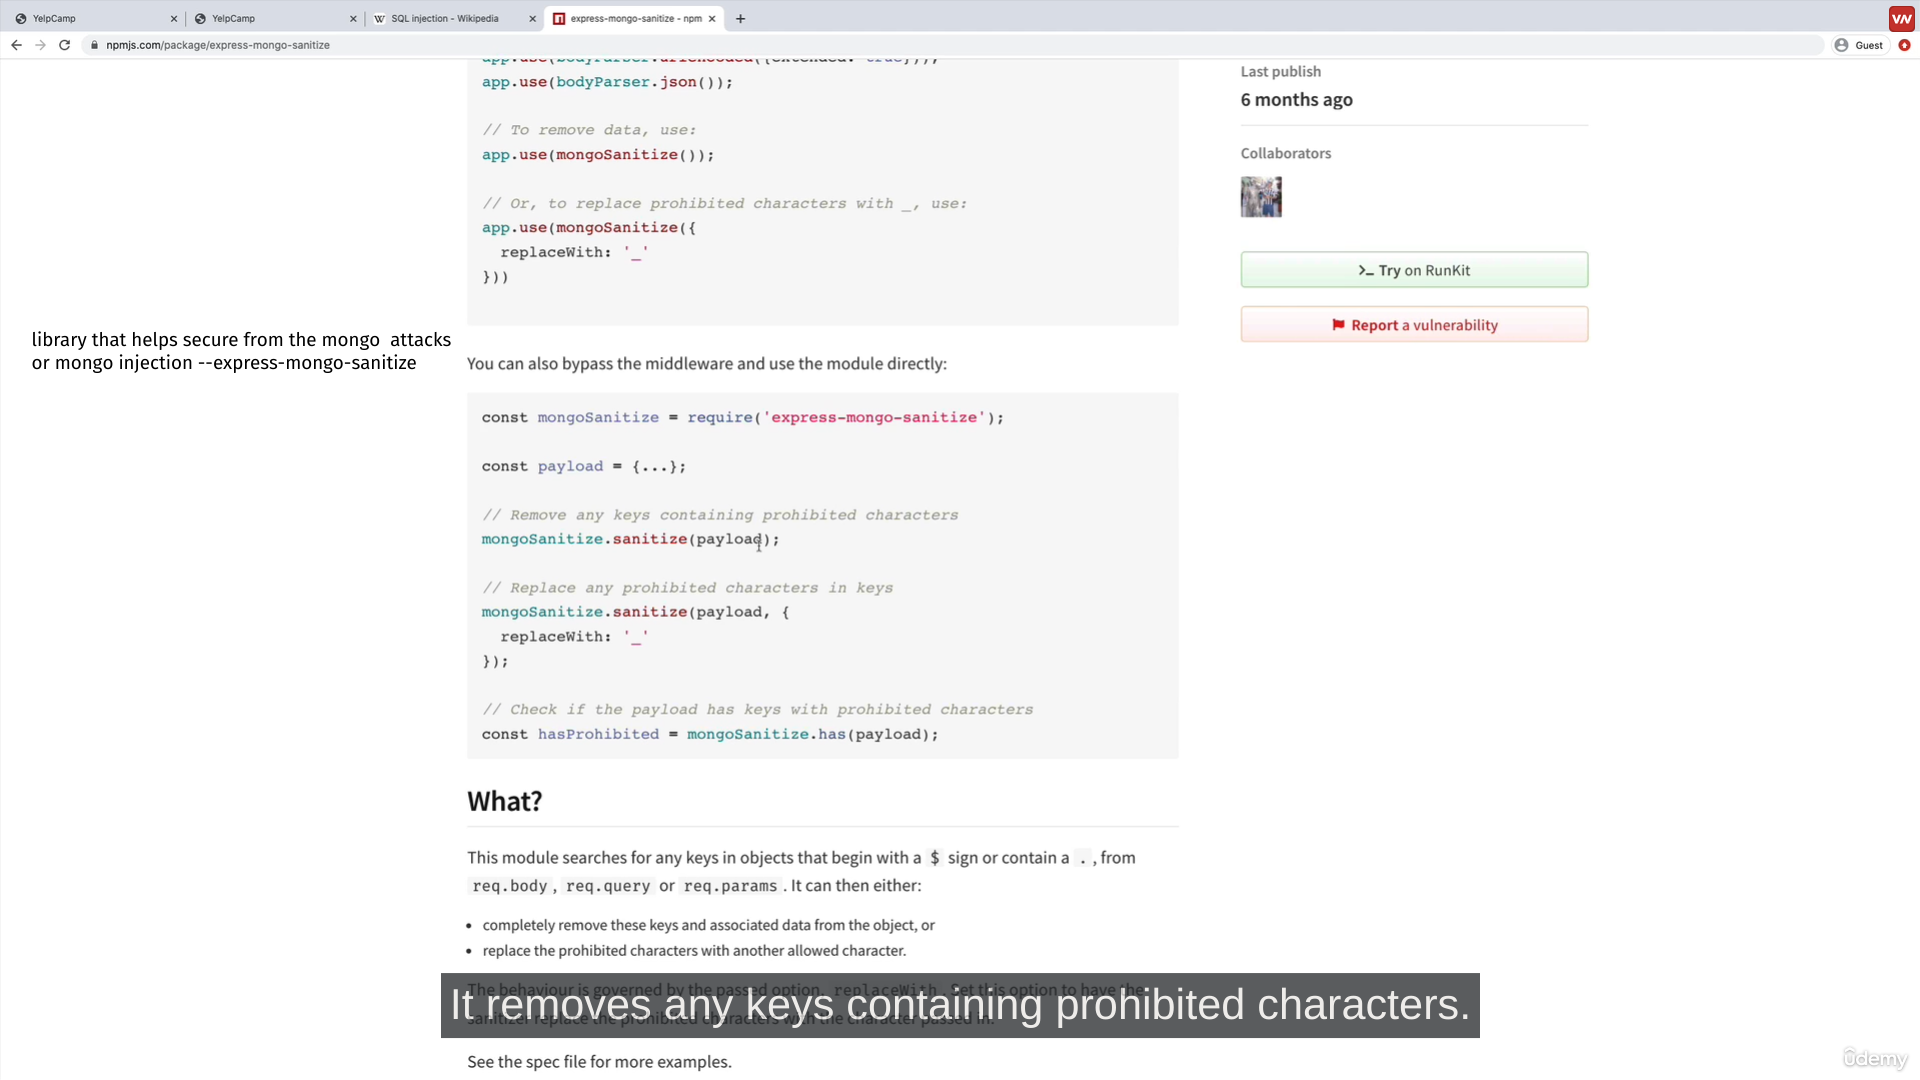 YelpCamp
YelpCamp
SQL injection - Wikipedia
express-mongo-sanitize - npm
npmjs.com/package/express-mongo-sanitize
Guest
app.use(bodyParser.urlencoded({extended: true}));
app.use(bodyParser.json());
// To remove data, use:
app.use(mongoSanitize());
// Or, to replace prohibited characters with _, use:
app.use(mongoSanitize({
replaceWith: '_'
}))
Last publish
6 months ago
Collaborators
>_ Try on RunKit
Report a vulnerability
library that helps secure from the mongo  attacks
or mongo injection --express-mongo-sanitize
You can also bypass the middleware and use the module directly:
const mongoSanitize = require('express-mongo-sanitize');
const payload = {...};
// Remove any keys containing prohibited characters
mongoSanitize.sanitize(payload);
// Replace any prohibited characters in keys
mongoSanitize.sanitize(payload, {
replaceWith: '_'
});
// Check if the payload has keys with prohibited characters
const hasProhibited = mongoSanitize.has(payload);
What?
This module searches for any keys in objects that begin with a $ sign or contain a . , from
req.body , req.query or req.params . It can then either:
• completely remove these keys and associated data from the object, or
• replace the prohibited characters with another allowed character.
The behaviour is governed by the passed option, replaceWith . Set this option to have the
sanitizer replace the prohibited characters with the character passed in.
It removes any keys containing prohibited characters.
See the spec file for more examples.
ûdemy